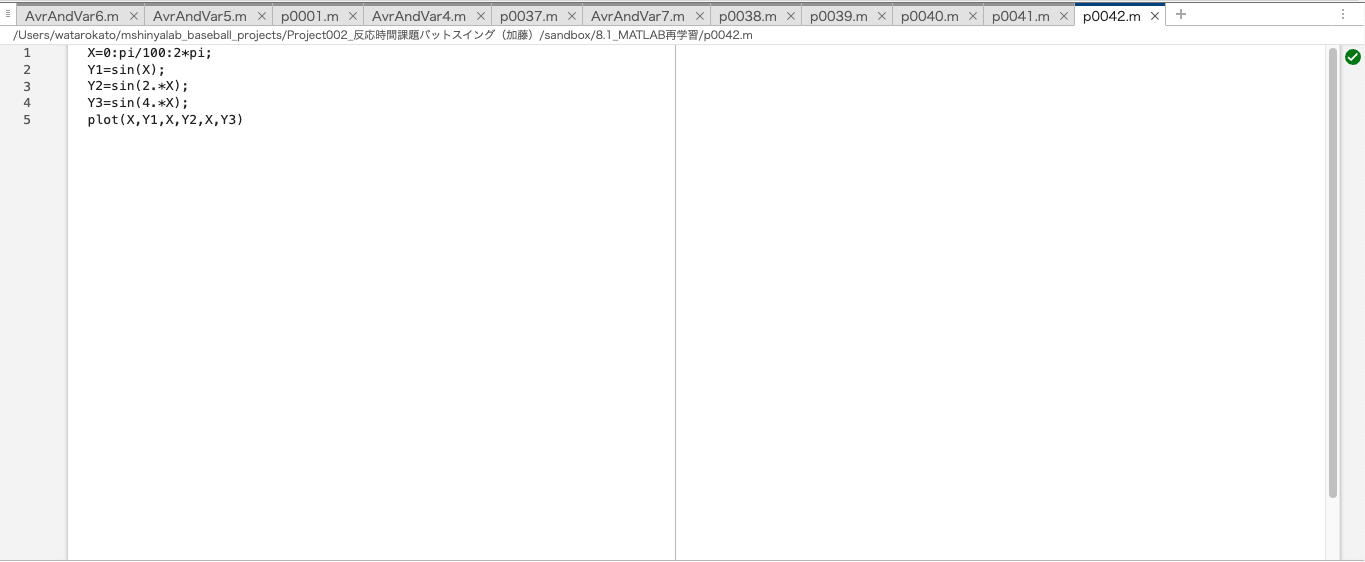 AvrAndVar6.m × AvrAndVar5.m × p0001.m × AvrAndVar4.m × p0037.m × AvrAndVar7.m × p0038.m × p0039.m × p0040.m × p0041.m × p0042.m × +
/Users/watarokato/mshinyalab_baseball_projects/Project002_反応時間課題バットスイング（加藤）/sandbox/8.1_MATLAB再学習/p0042.m
1 X=0:pi/100:2*pi;
2 Y1=sin(X);
3 Y2=sin(2.*X);
4 Y3=sin(4.*X);
5 plot(X,Y1,X,Y2,X,Y3)